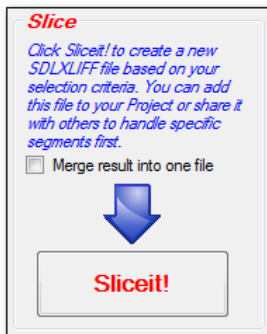 Slice
Click Sliceit! to create a new
SDLXLIFF file based on your
selection criteria. You can add
this file to your Project or share it
with others to handle specific
segments first.
Merge result into one file
Sliceit!